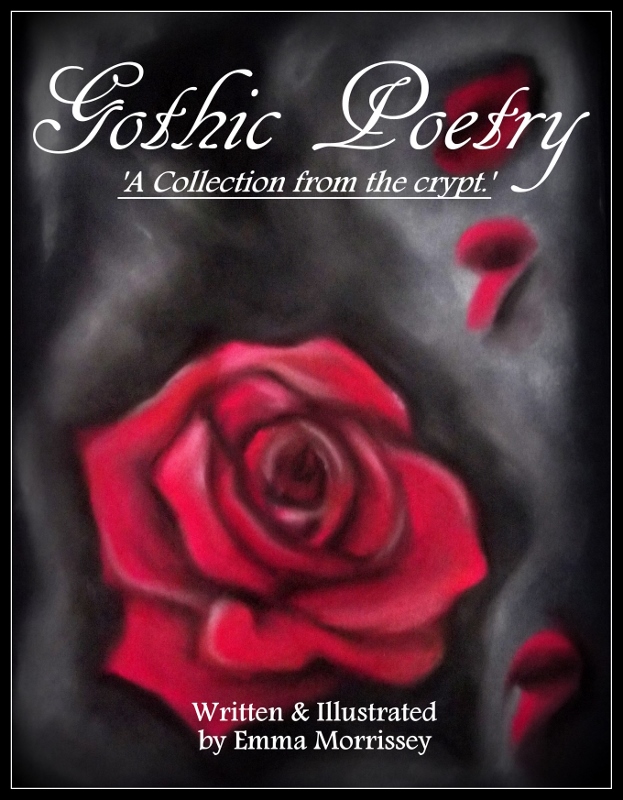 Gothic Poetry
'A Collection from the crypt.'
Written & Illustrated
by Emma Morrissey